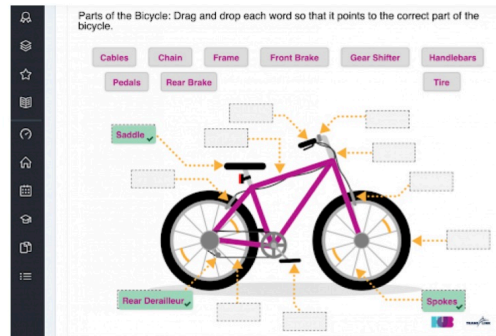 Parts of the Bicycle: Drag and drop each word so that it points to the correct part of the
bicycle.
Cables Chain Frame Front Brake Gear Shifter Handlebars
Pedals Rear Brake Tire
Saddle
Rear Derailleur
Spokes